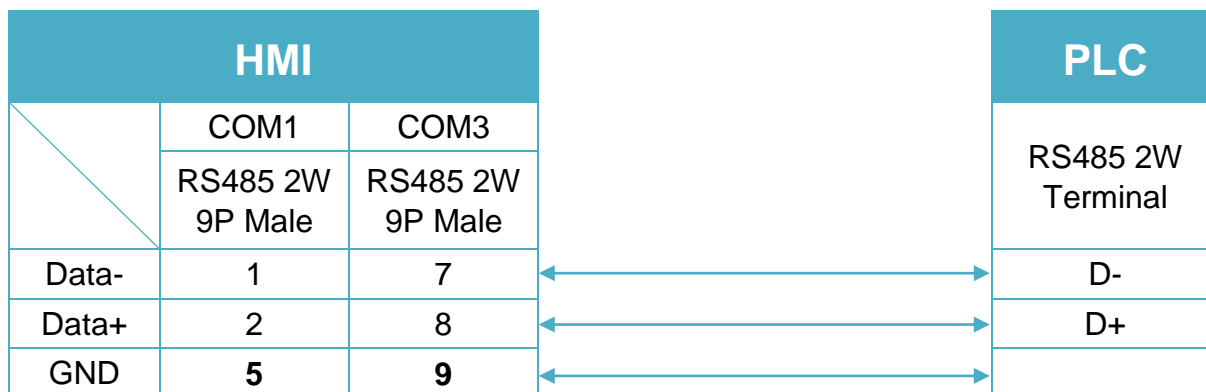 HMI PLC
COM1 COM3
RS485 2W RS485 2W RS485 2W
9P Male 9P Male Terminal
Data- 1 7 D-
Data+ 2 8 D+
GND 5 9